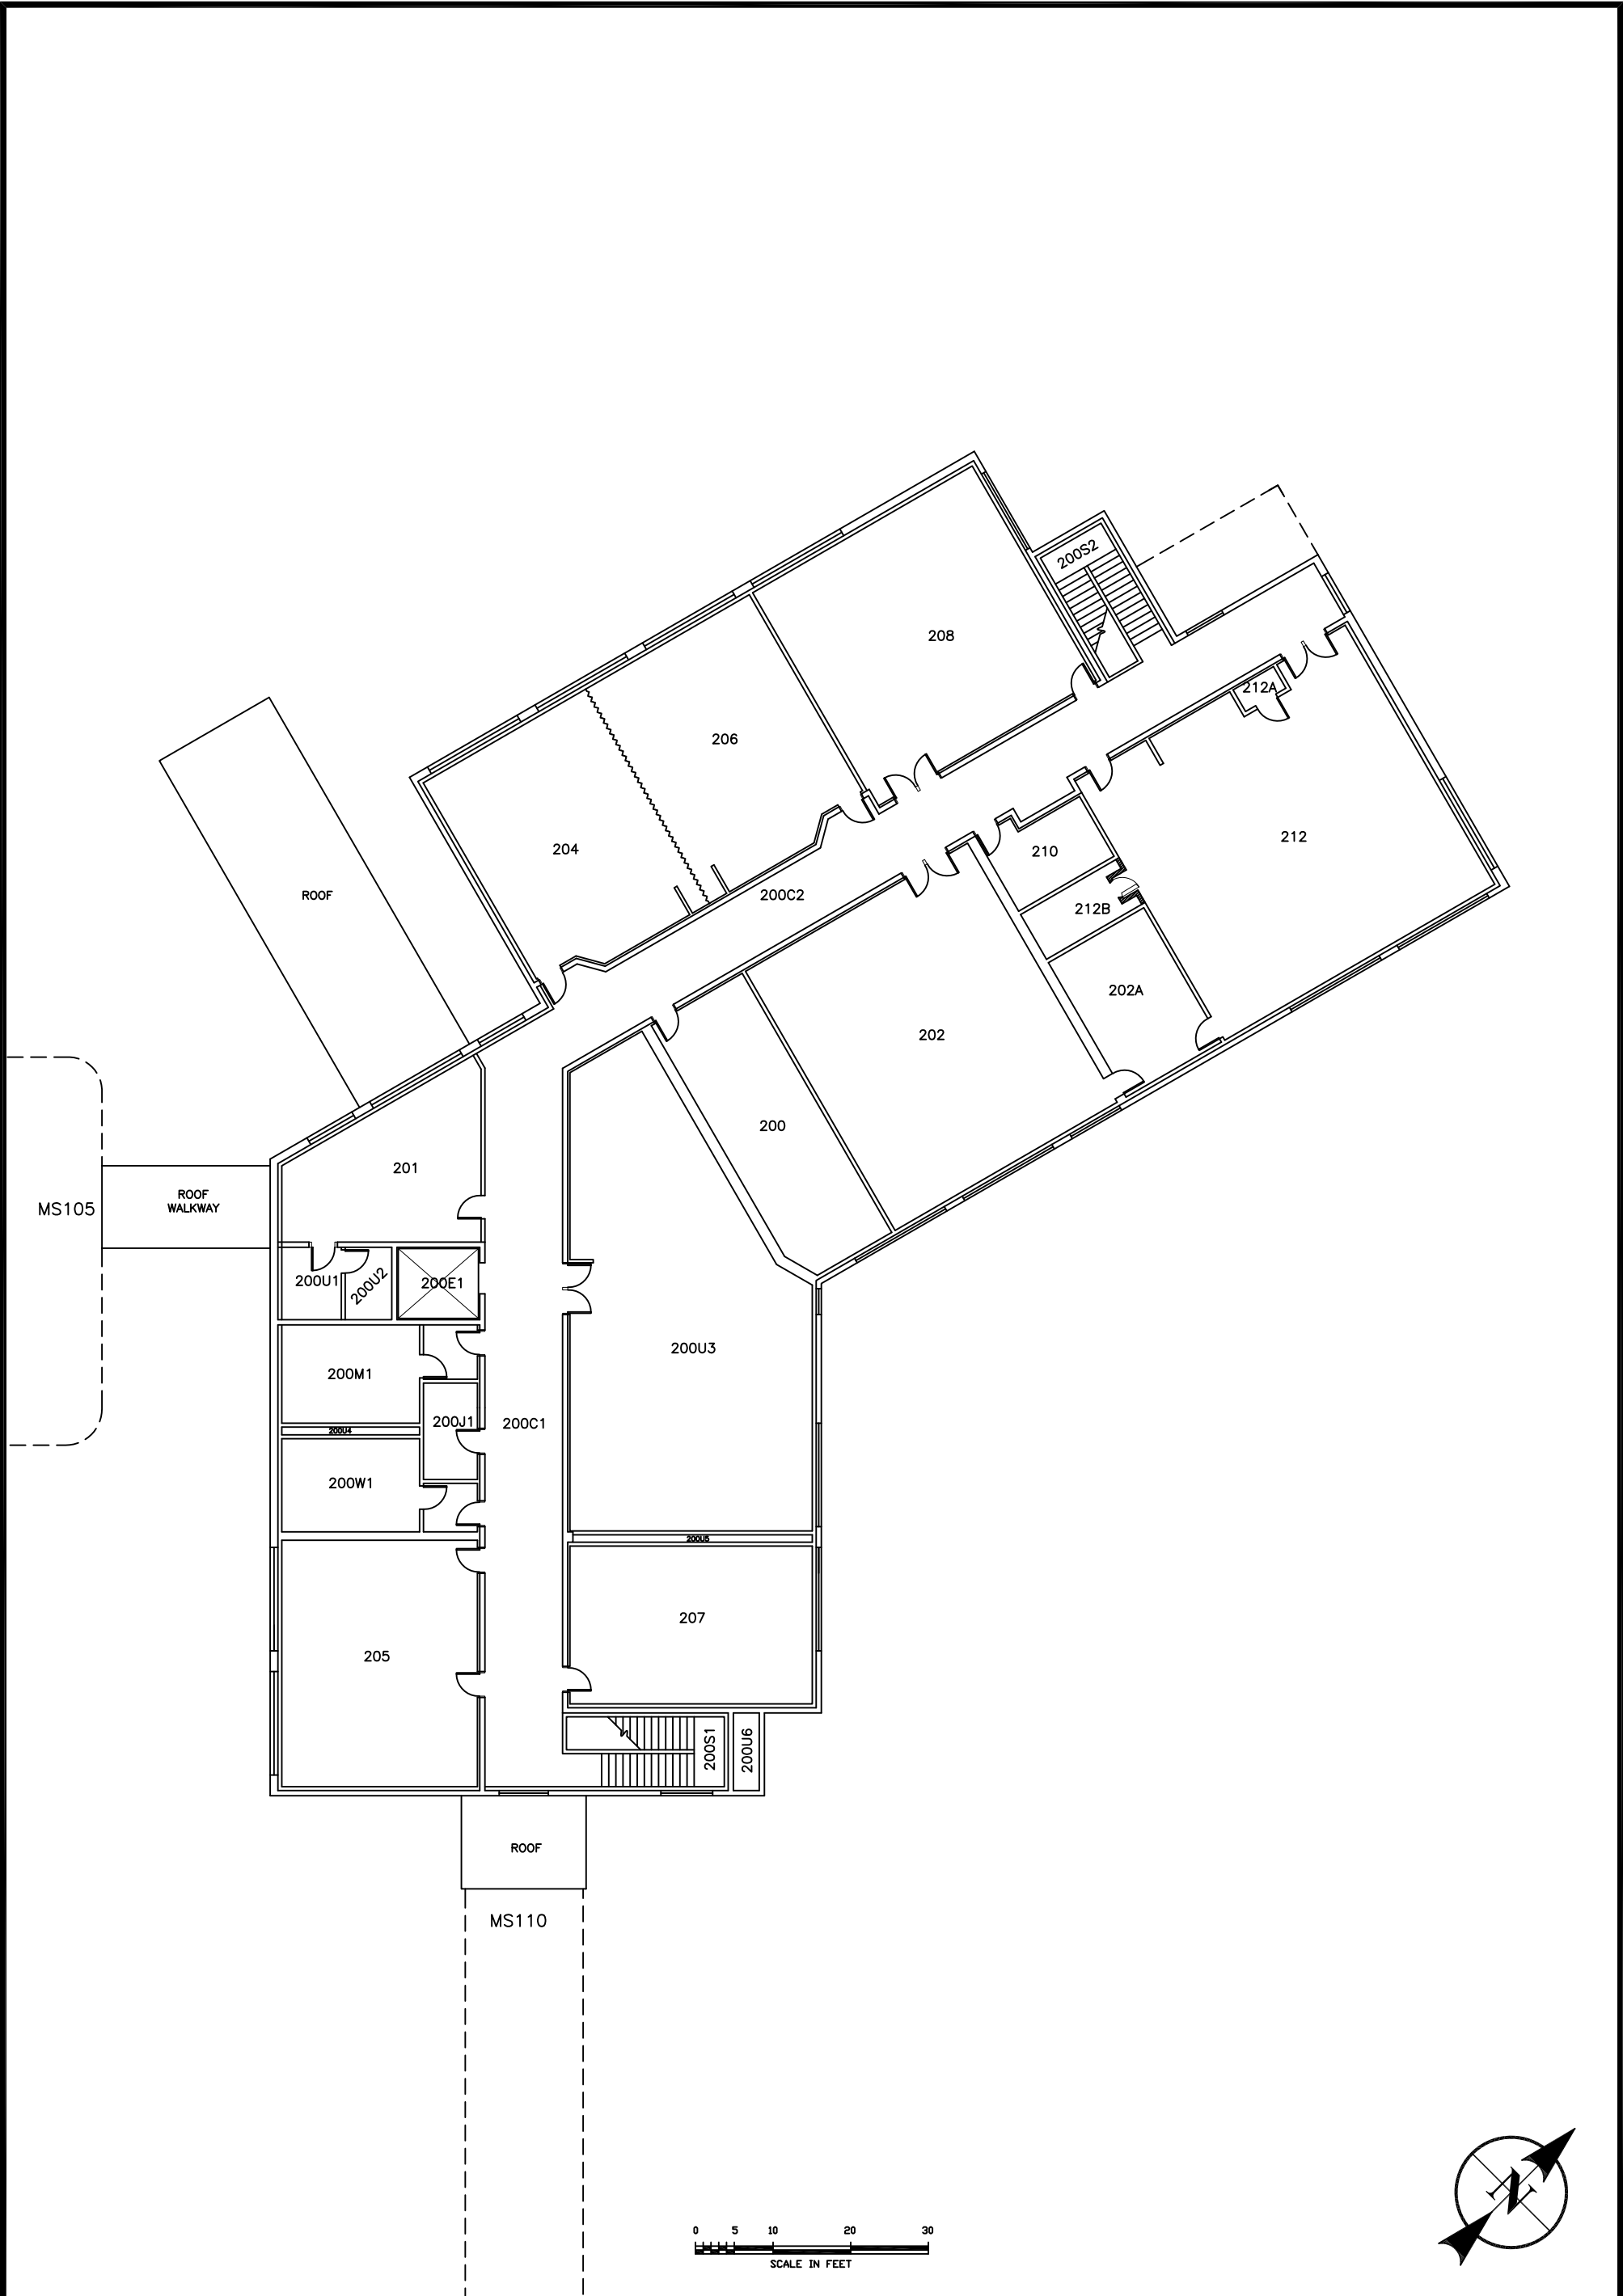 200S2
208
212A
206
212
204
210
ROOF
200C2
212B
202A
202
200
201
MS105
ROOF
WALKWAY
200U1
200U2
200E1
200U3
200M1
200J1
200C1
200U4
200W1
200U5
207
205
200S1
200U6
ROOF
MS110
N
0 5 10 20 30
SCALE IN FEET